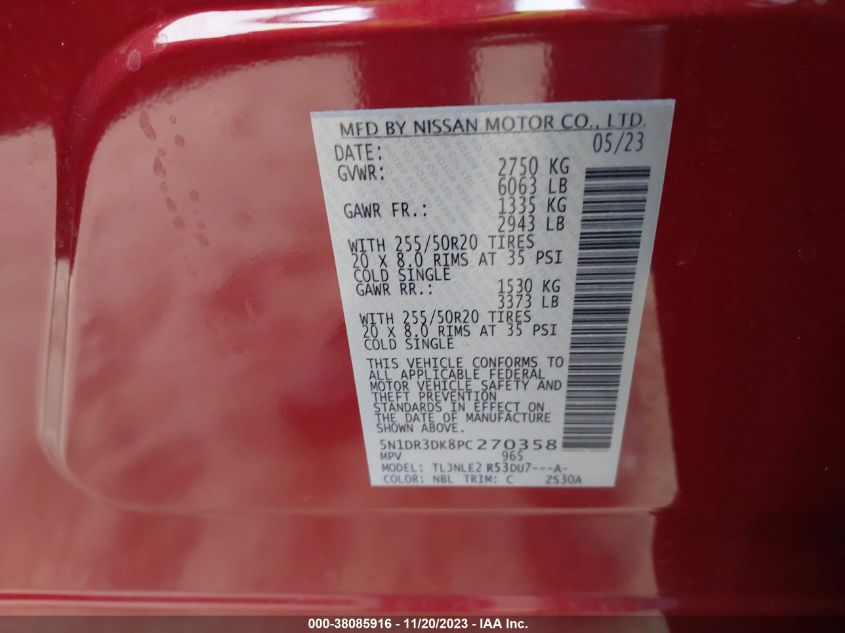 MFD BY NISSAN MOTOR CO., LTD.
DATE: 05/23
GVWR: 2750 KG
6063 LB
GAWR FR.: 1335 KG
2943 LB
WITH 255/50R20 TIRES
20 X 8.0 RIMS AT 35 PSI
COLD SINGLE
GAWR RR.: 1530 KG
3373 LB
WITH 255/50R20 TIRES
20 X 8.0 RIMS AT 35 PSI
COLD SINGLE
THIS VEHICLE CONFORMS TO
ALL APPLICABLE FEDERAL
MOTOR VEHICLE SAFETY AND
THEFT PREVENTION
STANDARDS IN EFFECT ON
THE DATE OF MANUFACTURE
SHOWN ABOVE.
5N1DR3DK8PC270358
MPV 965
MODEL: TLJNLE2 R53DU7---A-
COLOR: NBL TRIM: C ZS30A
000-38085916 - 11/20/2023 - IAA Inc.